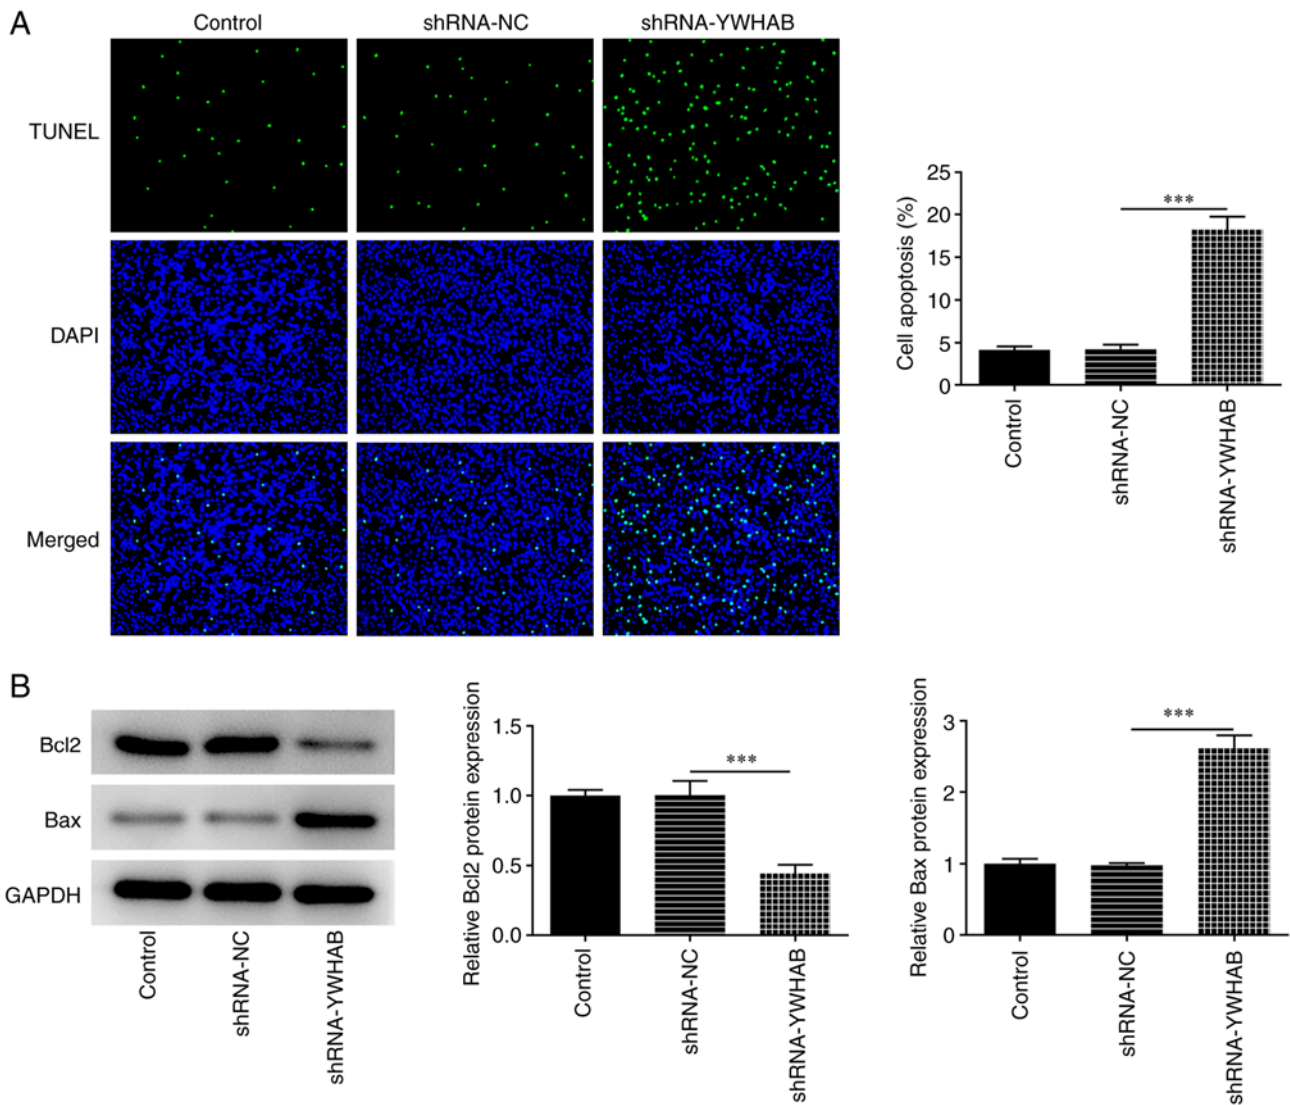 A
Control
shRNA-NC
shRNA-YWHAB
TUNEL
DAPI
Merged
Cell apoptosis (%)
25
20
15
10
5
0
***
Control
shRNA-NC
shRNA-YWHAB
B
Bcl2
Bax
GAPDH
Control
shRNA-NC
shRNA-YWHAB
Relative Bcl2 protein expression
1.5
1.0
0.5
0.0
***
Control
shRNA-NC
shRNA-YWHAB
Relative Bax protein expression
3
2
1
0
***
Control
shRNA-NC
shRNA-YWHAB